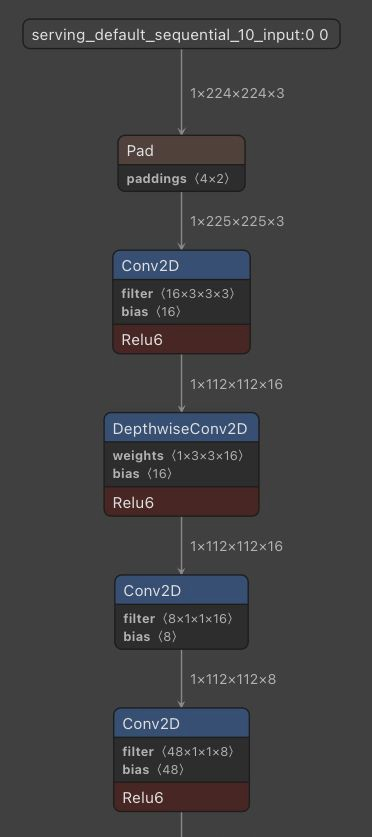 serving_default_sequential_10_input:0 0
1×224×224×3
Pad
paddings ⟨4×2⟩
1×225×225×3
Conv2D
filter ⟨16×3×3×3⟩
bias ⟨16⟩
Relu6
1×112×112×16
DepthwiseConv2D
weights ⟨1×3×3×16⟩
bias ⟨16⟩
Relu6
1×112×112×16
Conv2D
filter ⟨8×1×1×16⟩
bias ⟨8⟩
1×112×112×8
Conv2D
filter ⟨48×1×1×8⟩
bias ⟨48⟩
Relu6